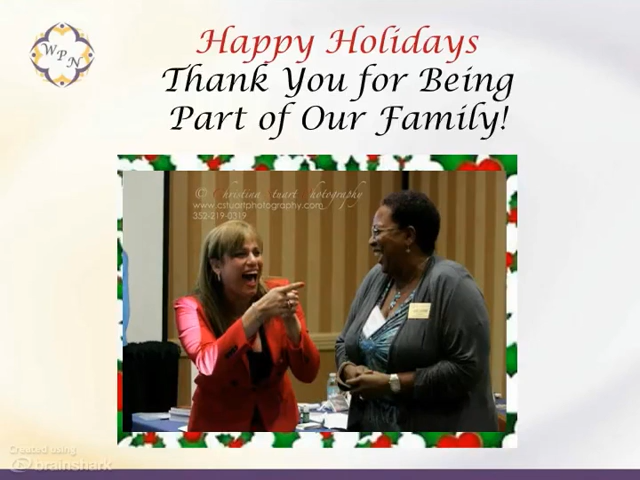 WPN
Happy Holidays
Thank You for Being
Part of Our Family!
© Christina Stuart Photography
www.cstuartphotography.com
352-219-0319
Created using
brainshark